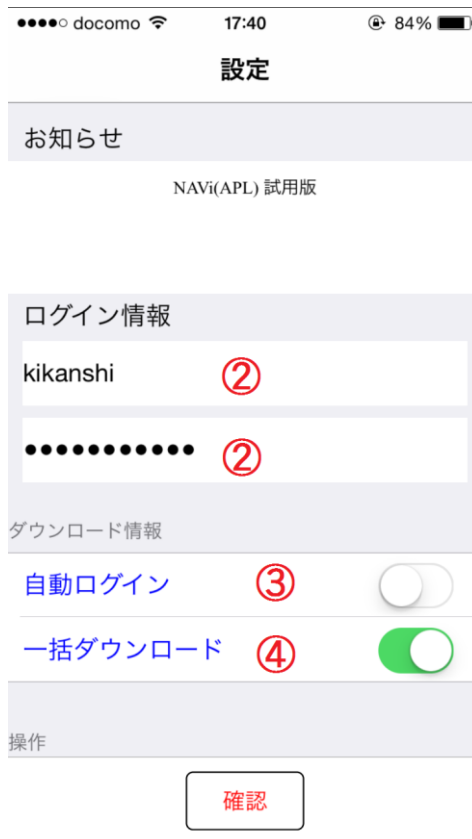 ●●●●○ docomo 17:40 84%
設定
お知らせ
NAVi(APL) 試用版
ログイン情報
kikanshi ②
●●●●●●●●●●● ②
ダウンロード情報
自動ログイン ③
一括ダウンロード ④
操作
確認